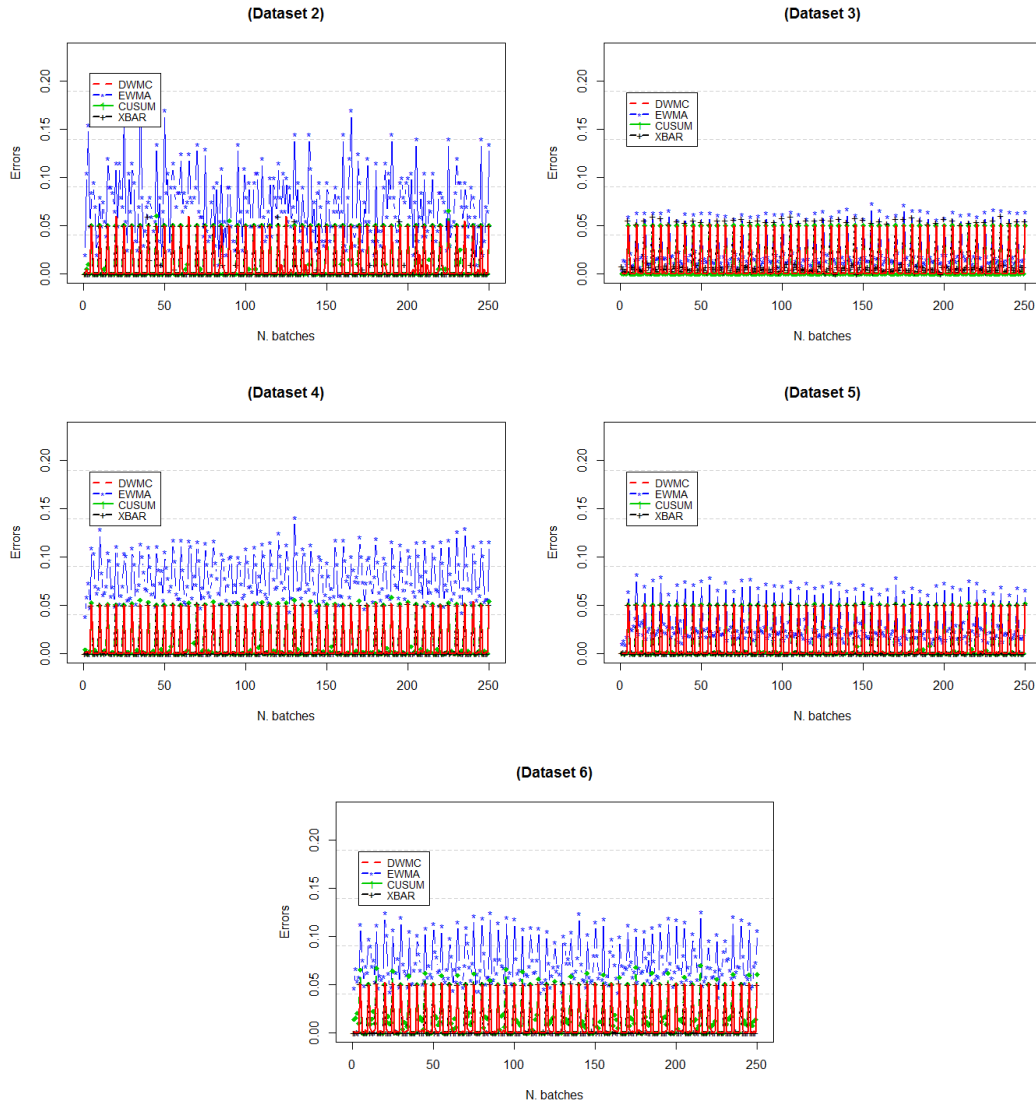 (Dataset 2)
Errors
0.00 0.05 0.10 0.15 0.20
DWMC
EWMA
CUSUM
XBAR
0 50 100 150 200 250
N. batches
(Dataset 3)
Errors
0.00 0.05 0.10 0.15 0.20
DWMC
EWMA
CUSUM
XBAR
0 50 100 150 200 250
N. batches
(Dataset 4)
Errors
0.00 0.05 0.10 0.15 0.20
DWMC
EWMA
CUSUM
XBAR
0 50 100 150 200 250
N. batches
(Dataset 5)
Errors
0.00 0.05 0.10 0.15 0.20
DWMC
EWMA
CUSUM
XBAR
0 50 100 150 200 250
N. batches
(Dataset 6)
Errors
0.00 0.05 0.10 0.15 0.20
DWMC
EWMA
CUSUM
XBAR
0 50 100 150 200 250
N. batches